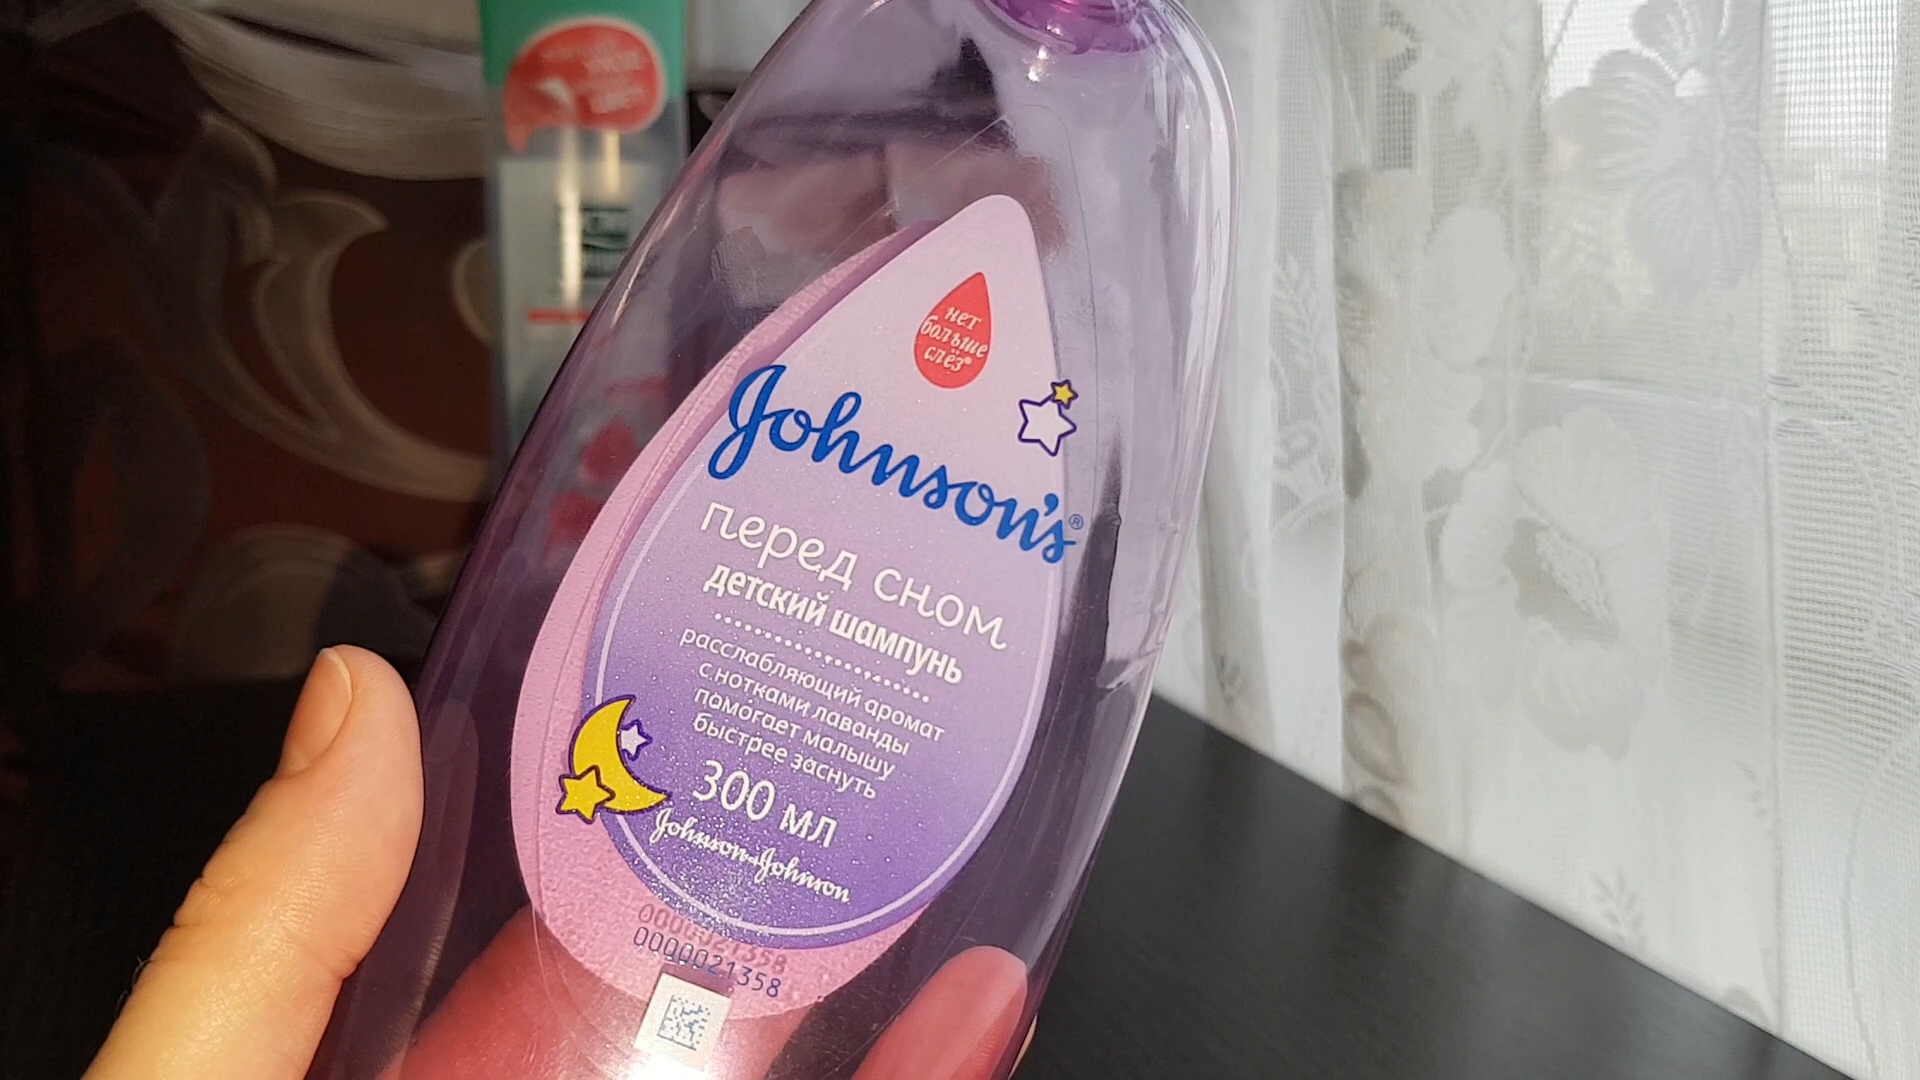 нет
больше
слёз®
Johnson's®
перед сном
детский шампунь
расслабляющий аромат
с нотками лаванды
помогает малышу
быстрее заснуть
300 мл
Johnson&Johnson
0000021358